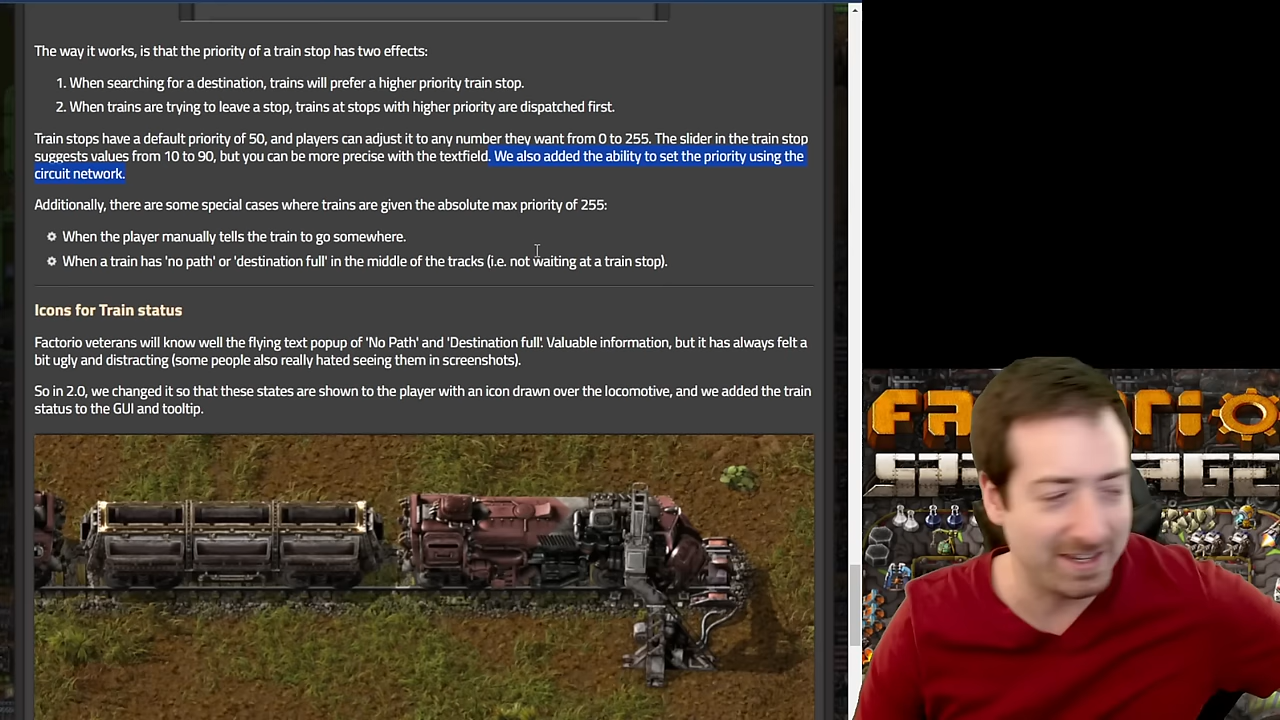 The way it works, is that the priority of a train stop has two effects:
1. When searching for a destination, trains will prefer a higher priority train stop.
2. When trains are trying to leave a stop, trains at stops with higher priority are dispatched first.
Train stops have a default priority of 50, and players can adjust it to any number they want from 0 to 255. The slider in the train stop
suggests values from 10 to 90, but you can be more precise with the textfield. We also added the ability to set the priority using the
circuit network.
Additionally, there are some special cases where trains are given the absolute max priority of 255:
When the player manually tells the train to go somewhere.
When a train has 'no path' or 'destination full' in the middle of the tracks (i.e. not waiting at a train stop).
Icons for Train status
Factorio veterans will know well the flying text popup of 'No Path' and 'Destination full'. Valuable information, but it has always felt a
bit ugly and distracting (some people also really hated seeing them in screenshots).
So in 2.0, we changed it so that these states are shown to the player with an icon drawn over the locomotive, and we added the train
status to the GUI and tooltip.